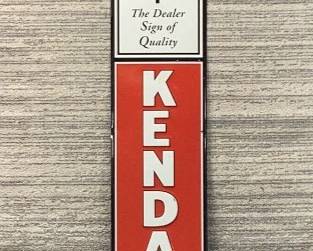 The Dealer
Sign of
Quality
KENDA